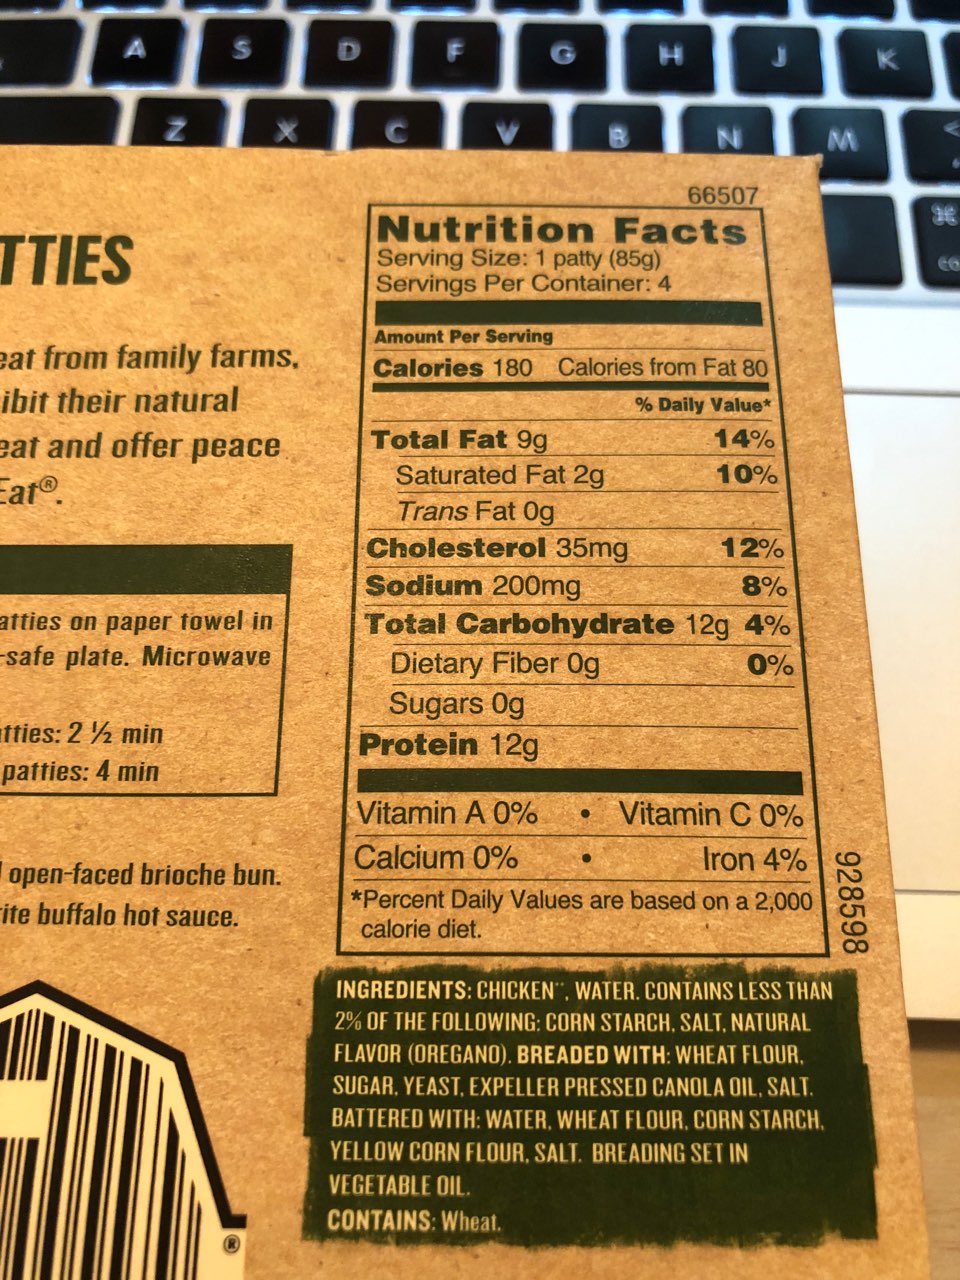 A S D F G H J K
Z X C V B N M
⌘
66507
TTIES
eat from family farms,
ibit their natural
eat and offer peace
Eat®.
atties on paper towel in
-safe plate. Microwave
tties: 2 ½ min
patties: 4 min
open-faced brioche bun.
rite buffalo hot sauce.
®
Nutrition Facts
Serving Size: 1 patty (85g)
Servings Per Container: 4
Amount Per Serving
Calories 180 Calories from Fat 80
% Daily Value*
Total Fat 9g 14%
Saturated Fat 2g 10%
Trans Fat 0g
Cholesterol 35mg 12%
Sodium 200mg 8%
Total Carbohydrate 12g 4%
Dietary Fiber 0g 0%
Sugars 0g
Protein 12g
Vitamin A 0% • Vitamin C 0%
Calcium 0% • Iron 4%
*Percent Daily Values are based on a 2,000
calorie diet.
928598
INGREDIENTS: CHICKEN**, WATER. CONTAINS LESS THAN
2% OF THE FOLLOWING: CORN STARCH, SALT, NATURAL
FLAVOR (OREGANO). BREADED WITH: WHEAT FLOUR,
SUGAR, YEAST, EXPELLER PRESSED CANOLA OIL, SALT.
BATTERED WITH: WATER, WHEAT FLOUR, CORN STARCH,
YELLOW CORN FLOUR, SALT. BREADING SET IN
VEGETABLE OIL.
CONTAINS: Wheat.